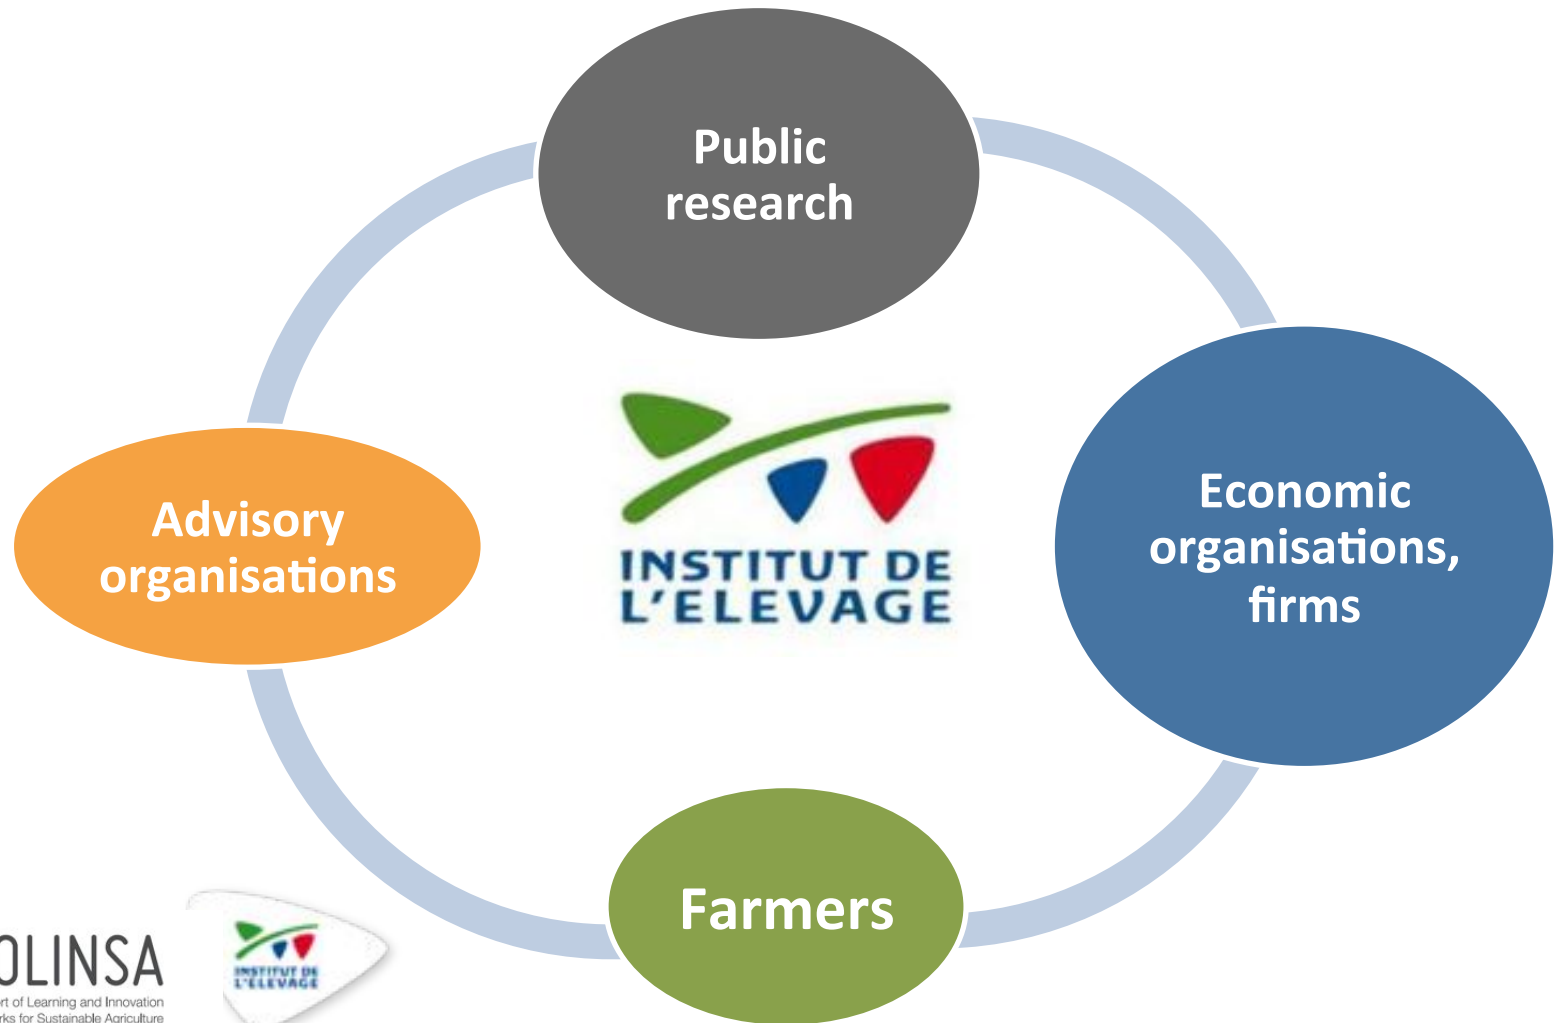 Public
research
Economic
organisations,
firms
Advisory
organisations
INSTITUT DE
L'ELEVAGE
Farmers
OLINSA
rt of Learning and Innovation
rks for Sustainable Agriculture
INSTITUT DE
L'ELEVAGE